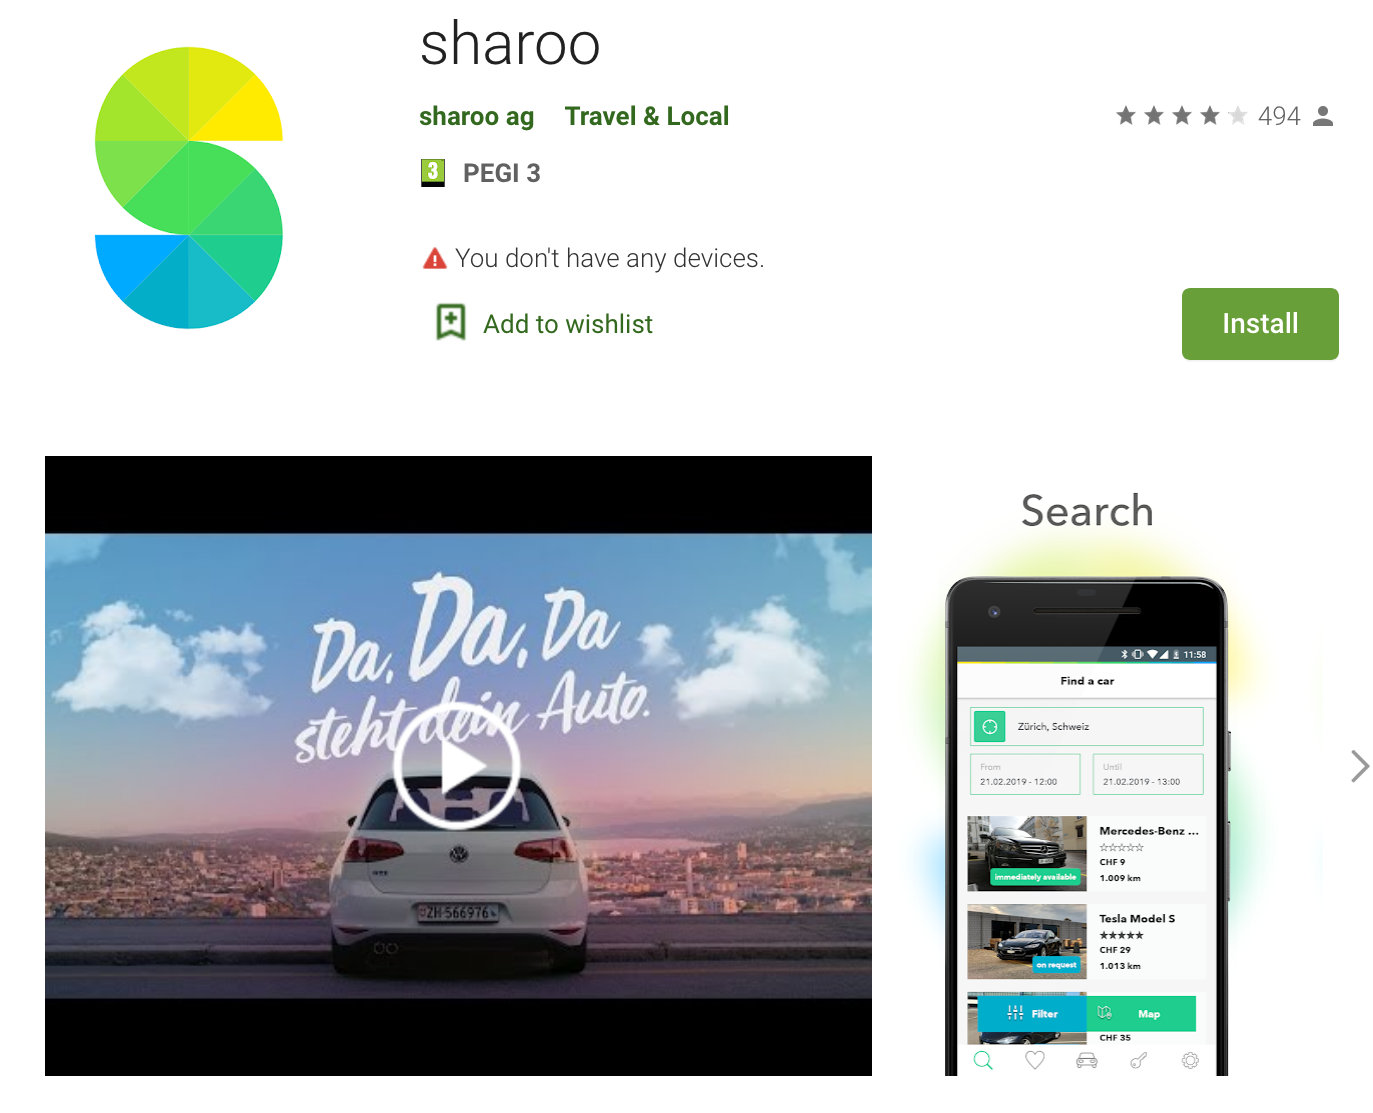 sharoo
sharoo ag Travel & Local
494
3 PEGI 3
You don't have any devices.
Add to wishlist
Install
Da, Da, Da
steht dein Auto.
ZH·566976
Search
11:58
Find a car
Zürich, Schweiz
From
21.02.2019 - 12:00
Until
21.02.2019 - 13:00
Mercedes-Benz ...
CHF 9
1.009 km
immediately available
Tesla Model S
CHF 29
1.013 km
on request
Filter
Map
CHF 35